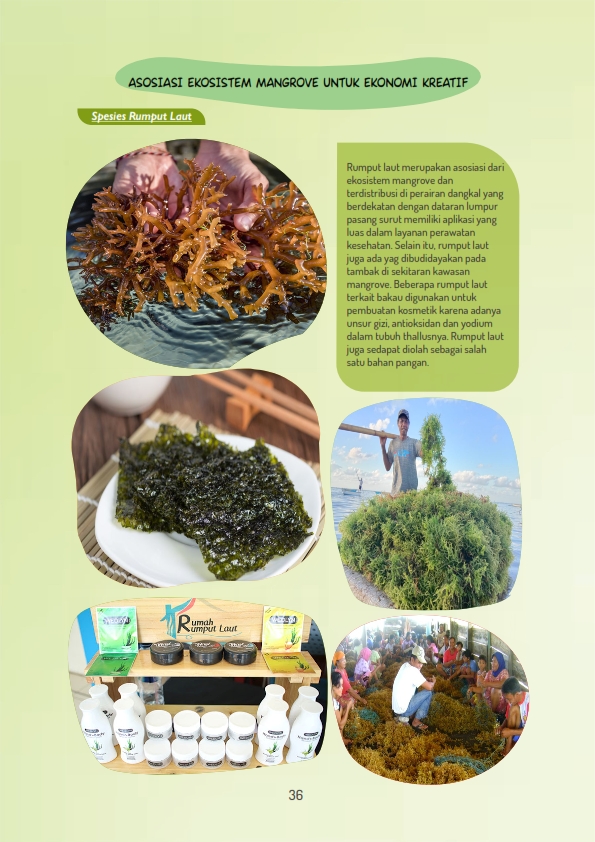 ASOSIASI EKOSISTEM MANGROVE UNTUK EKONOMI KREATIF
Spesies Rumput Laut
Rumput laut merupakan asosiasi dari
ekosistem mangrove dan
terdistribusi di perairan dangkal yang
berdekatan dengan dataran lumpur
pasang surut memiliki aplikasi yang
luas dalam layanan perawatan
kesehatan. Selain itu, rumput laut
juga ada yag dibudidayakan pada
tambak di sekitaran kawasan
mangrove. Beberapa rumput laut
terkait bakau digunakan untuk
pembuatan kosmetik karena adanya
unsur gizi, antioksidan dan yodium
dalam tubuh thallusnya. Rumput laut
juga sedapat diolah sebagai salah
satu bahan pangan.
Rumah
Rumput Laut
36